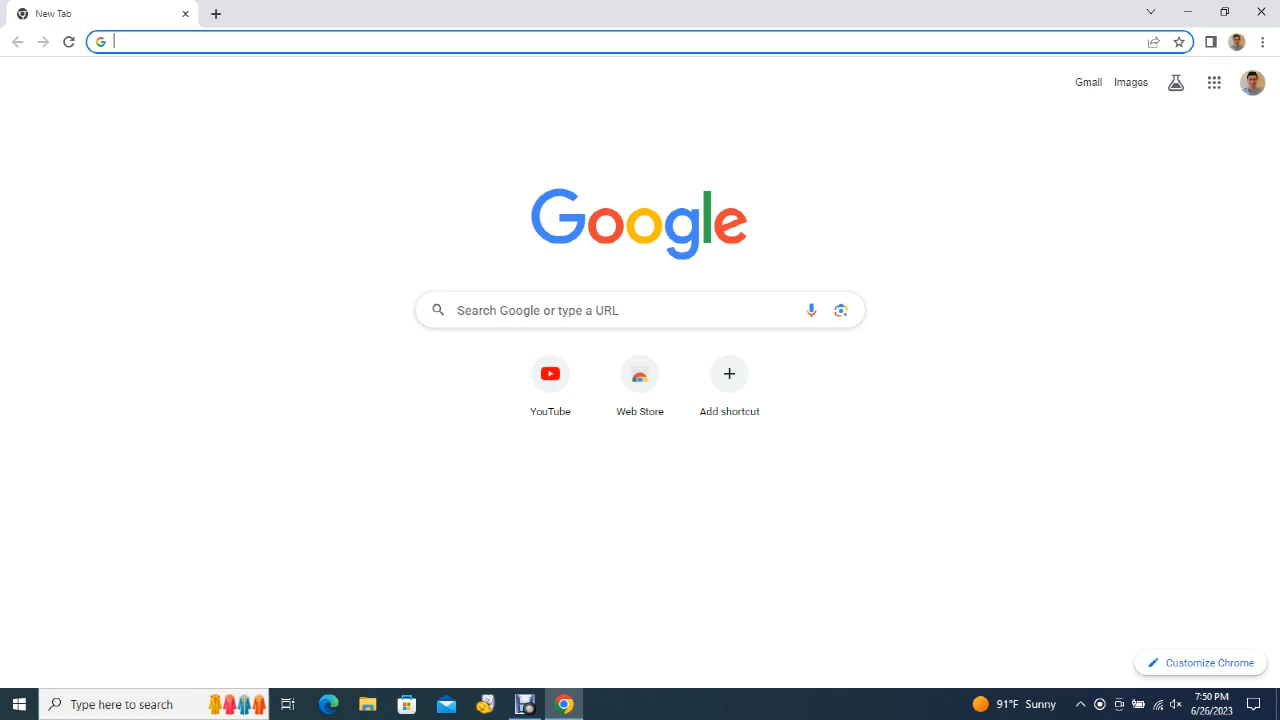 New Tab
Gmail Images
Google
Search Google or type a URL
YouTube Web Store Add shortcut
Customize Chrome
Type here to search
91°F Sunny
7:50 PM
6/26/2023